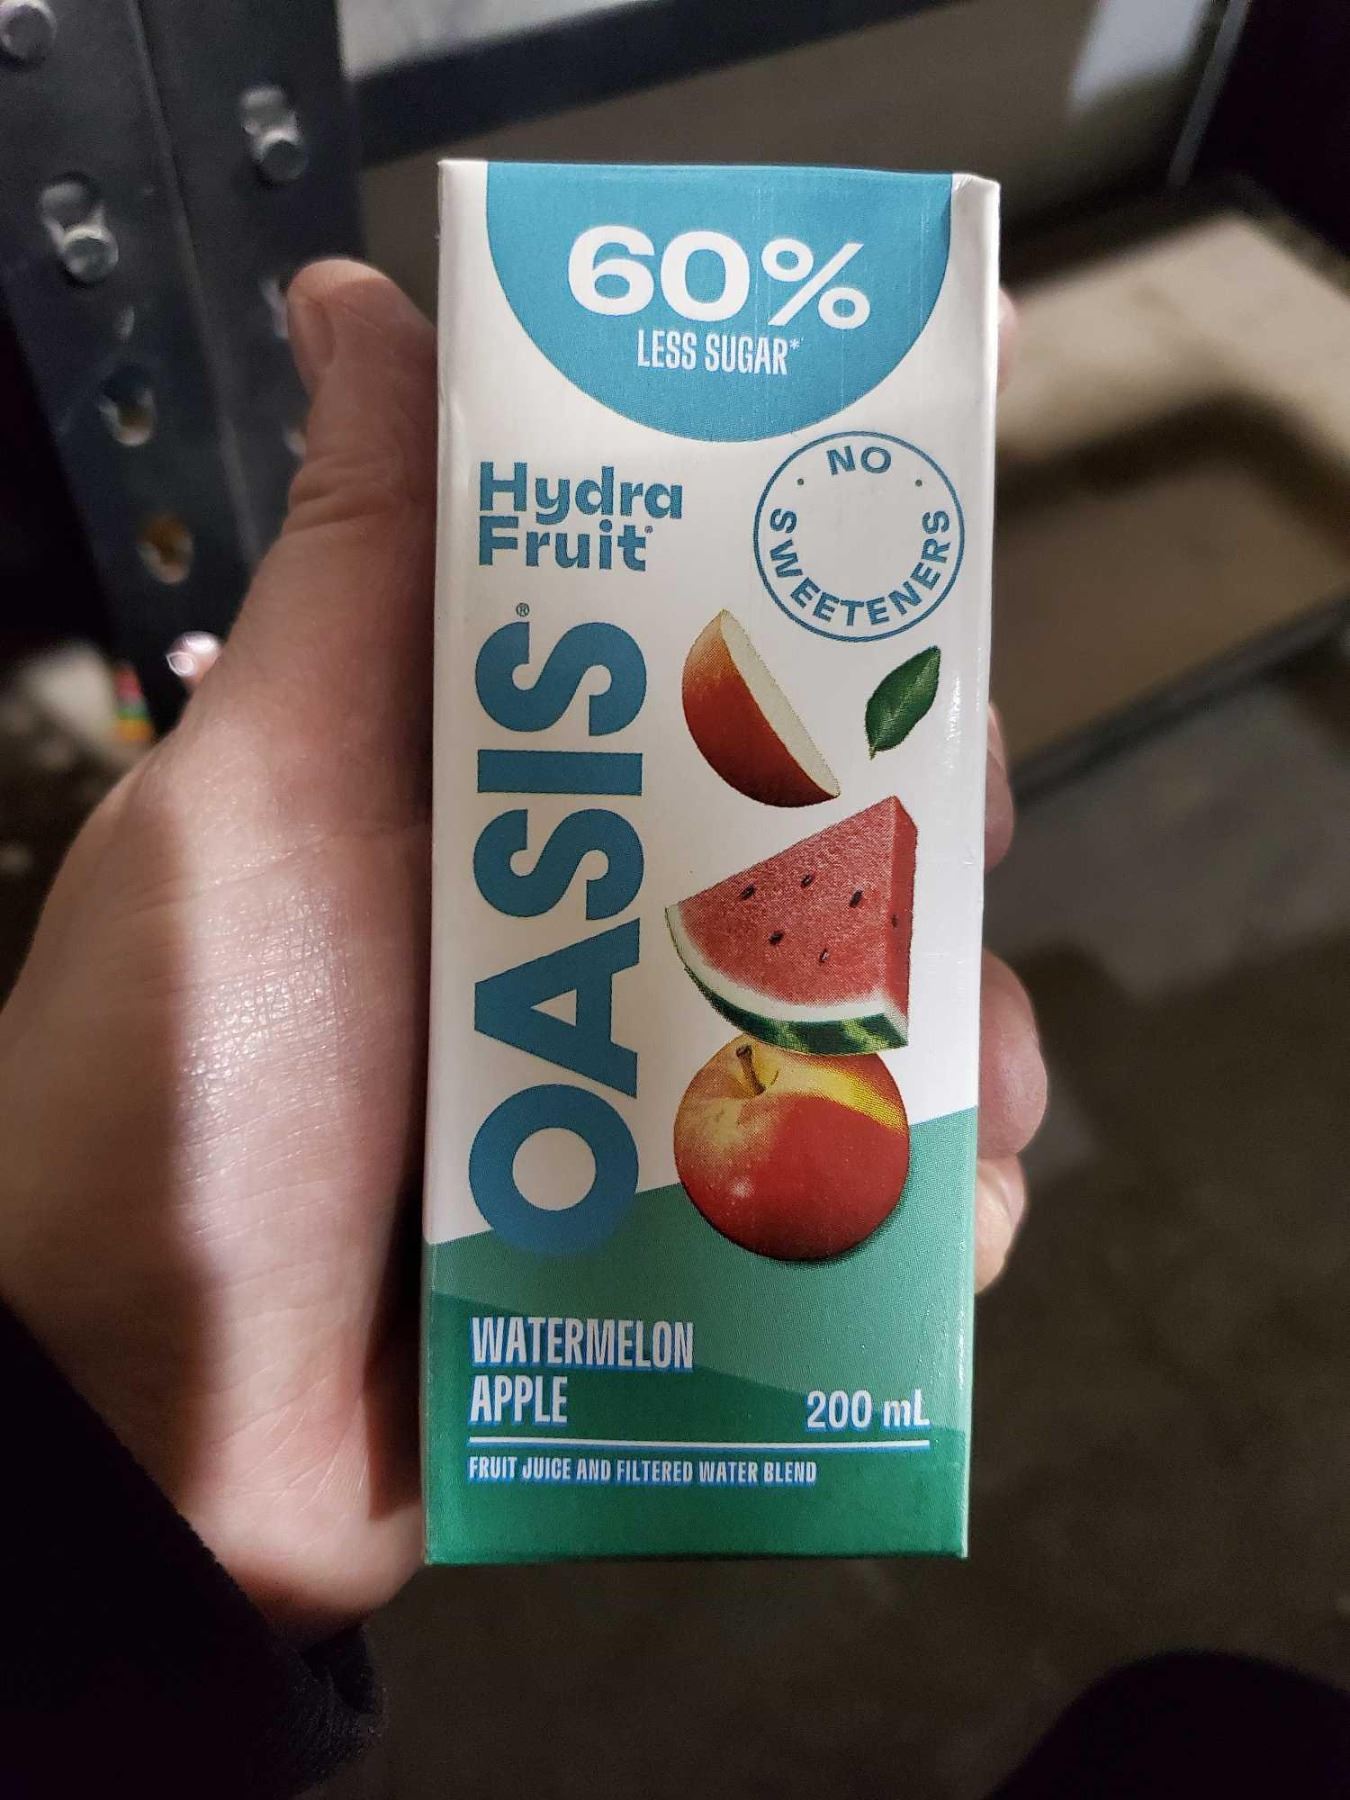 60%
LESS SUGAR*
Hydra
Fruit
NO
SWEETENERS
OASIS®
WATERMELON
APPLE
200 mL
FRUIT JUICE AND FILTERED WATER BLEND